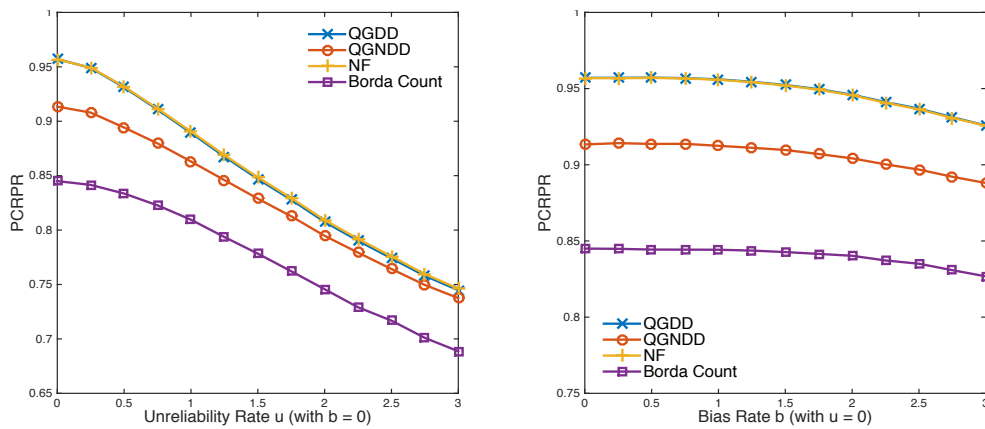 1
0.95
0.9
0.85
0.8
0.75
0.7
0.65
PCRPR
QGDD
QGNDD
NF
Borda Count
0 0.5 1 1.5 2 2.5 3
Unreliability Rate u (with b = 0)
1
0.95
0.9
0.85
0.8
0.75
PCRPR
QGDD
QGNDD
NF
Borda Count
0 0.5 1 1.5 2 2.5 3
Bias Rate b (with u = 0)